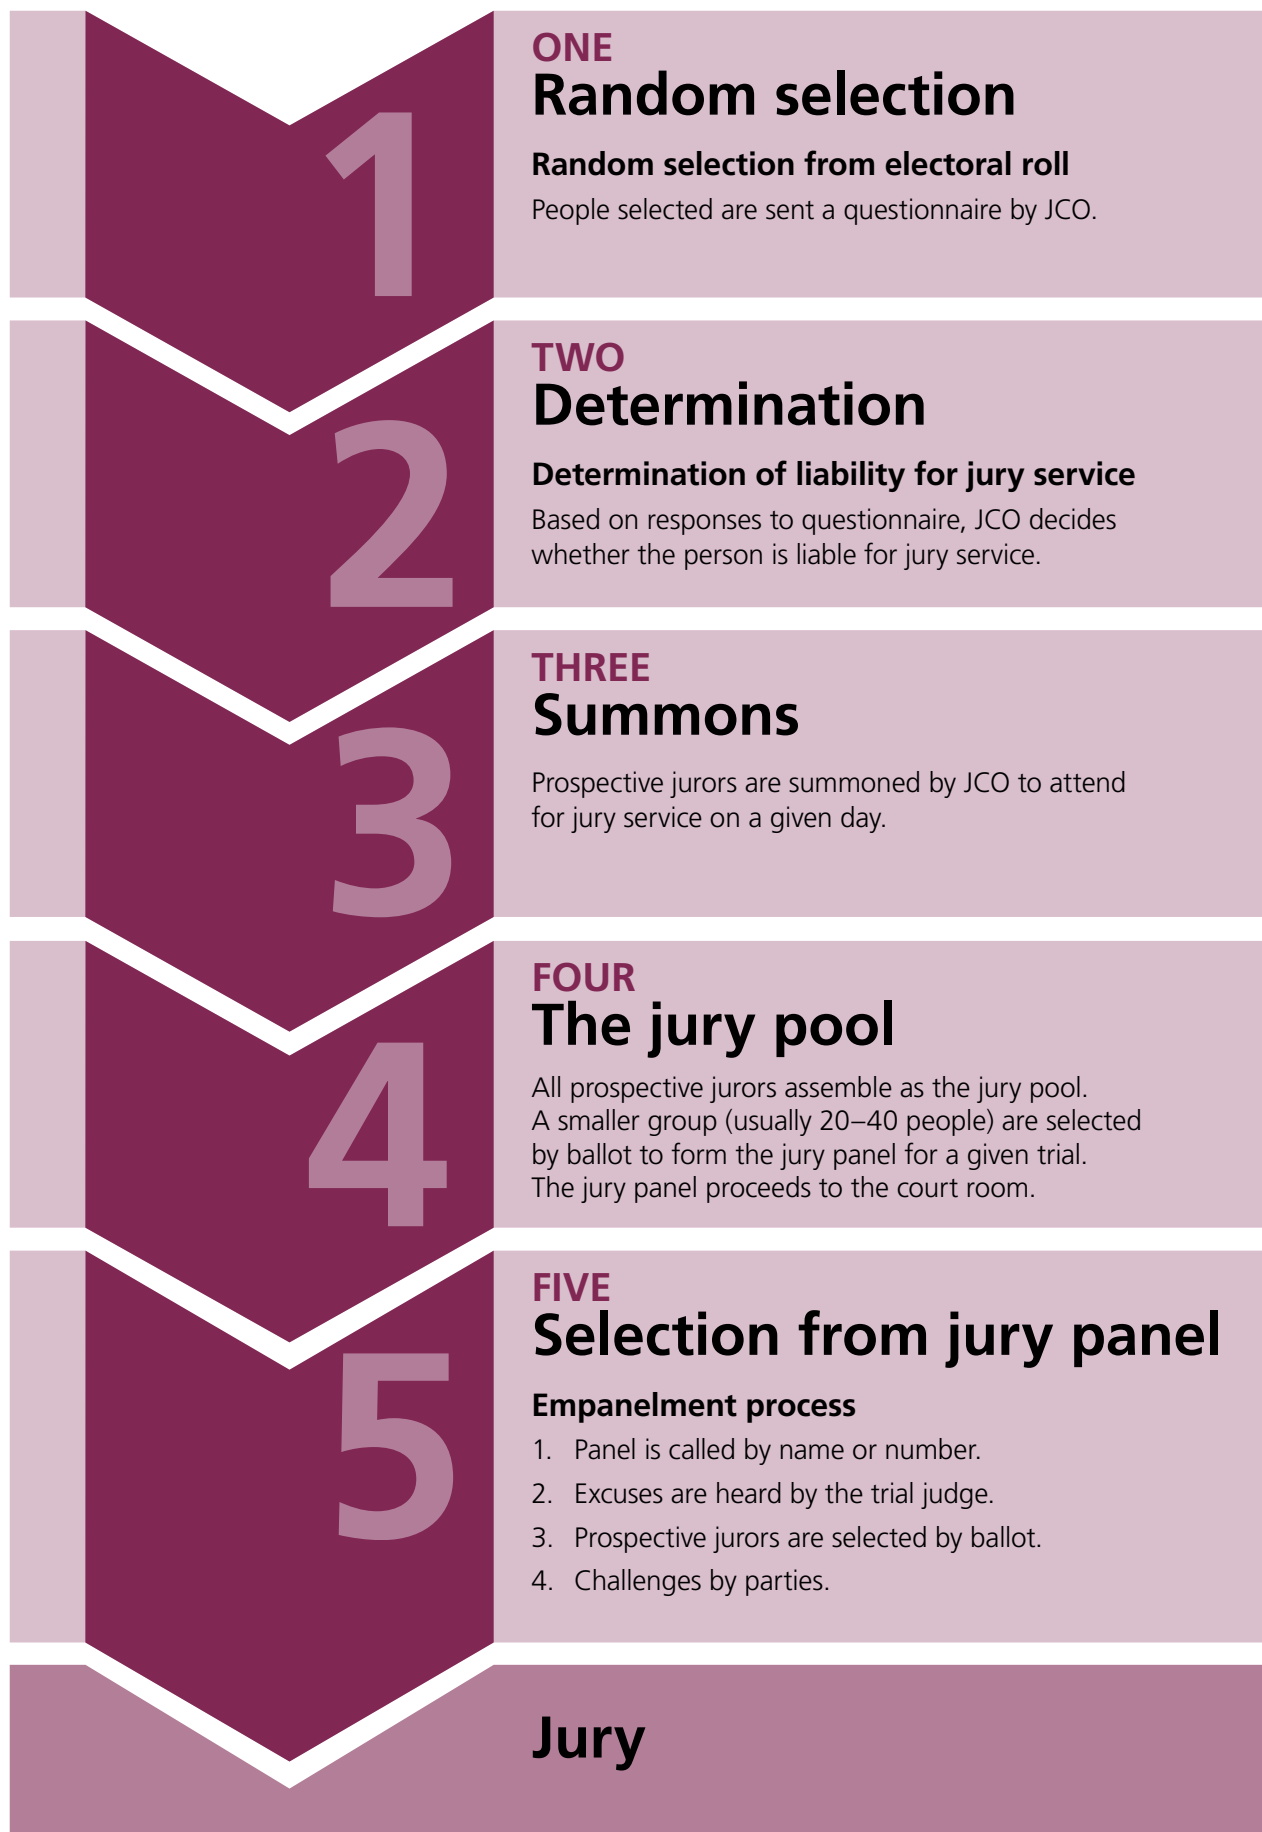 1
ONE
Random selection
Random selection from electoral roll
People selected are sent a questionnaire by JCO.
2
TWO
Determination
Determination of liability for jury service
Based on responses to questionnaire, JCO decides
whether the person is liable for jury service.
3
THREE
Summons
Prospective jurors are summoned by JCO to attend
for jury service on a given day.
4
FOUR
The jury pool
All prospective jurors assemble as the jury pool.
A smaller group (usually 20–40 people) are selected
by ballot to form the jury panel for a given trial.
The jury panel proceeds to the court room.
5
FIVE
Selection from jury panel
Empanelment process
1. Panel is called by name or number.
2. Excuses are heard by the trial judge.
3. Prospective jurors are selected by ballot.
4. Challenges by parties.
Jury